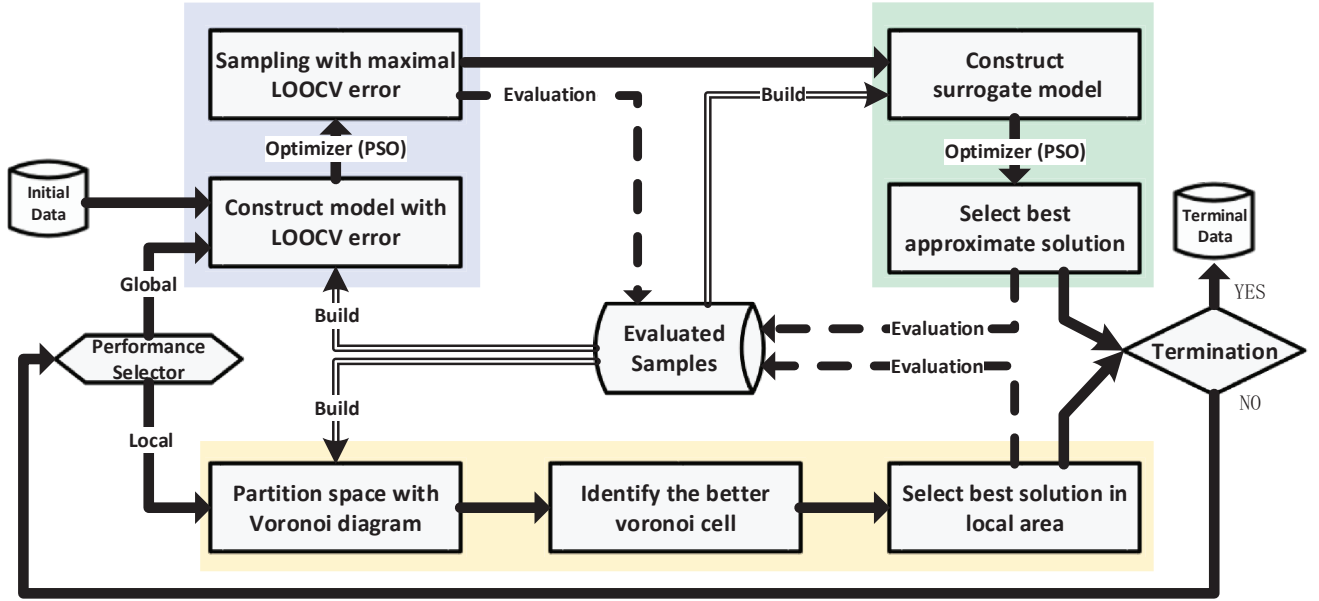 Sampling with maximal
LOOCV error
Evaluation
Build
Construct
surrogate model
Optimizer (PSO)
Optimizer (PSO)
Initial
Data
Construct model with
LOOCV error
Select best
approximate solution
Terminal
Data
Global
Build
YES
Evaluated
Samples
Evaluation
Performance
Selector
Termination
Evaluation
NO
Build
Local
Partition space with
Voronoi diagram
Identify the better
voronoi cell
Select best solution in
local area